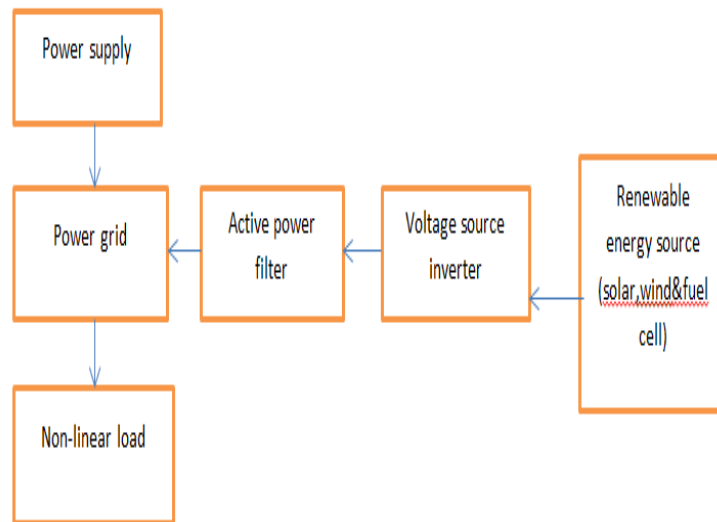 Power supply
Power grid
Active power
filter
Voltage source
inverter
Renewable
energy source
(solar,wind&fuel
cell)
Non-linear load